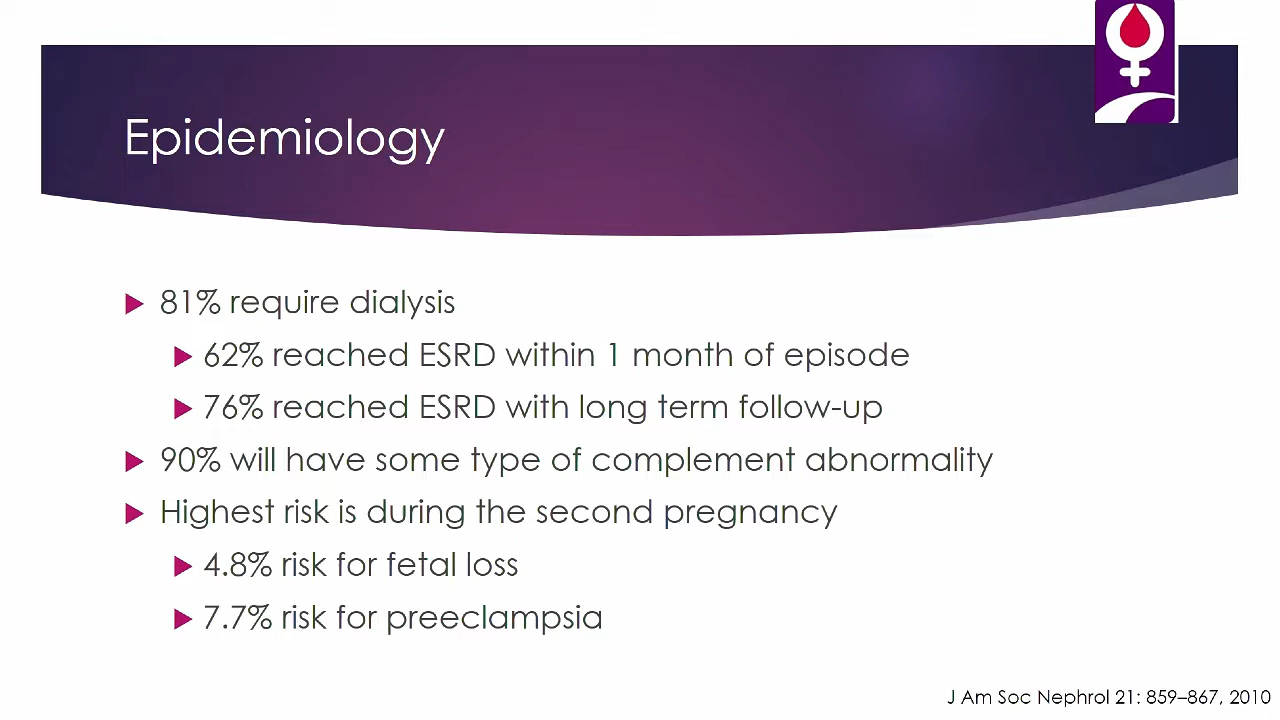 Epidemiology
81% require dialysis
62% reached ESRD within 1 month of episode
76% reached ESRD with long term follow-up
90% will have some type of complement abnormality
Highest risk is during the second pregnancy
4.8% risk for fetal loss
7.7% risk for preeclampsia
J Am Soc Nephrol 21: 859–867, 2010